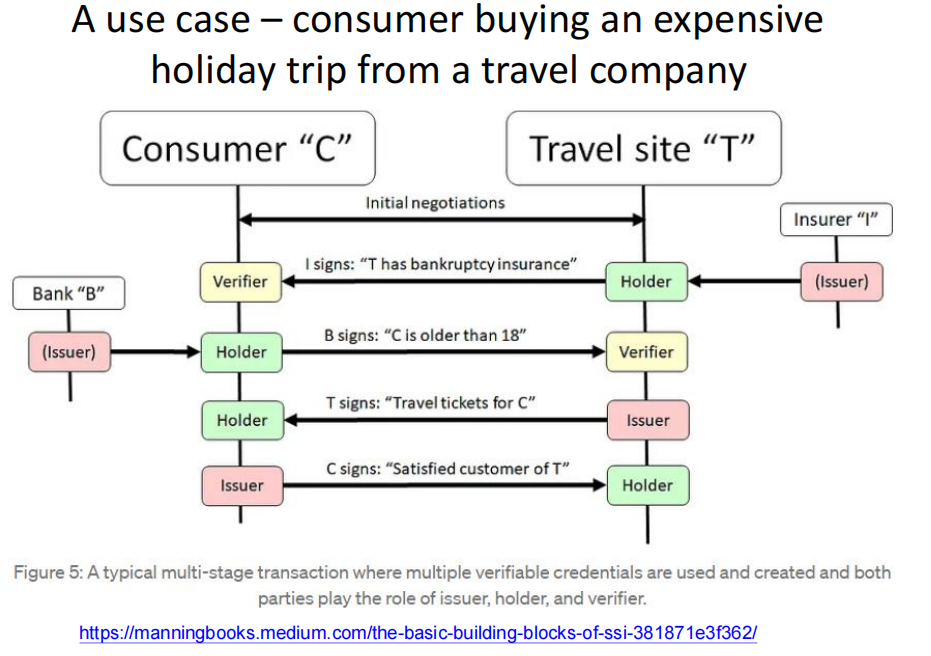 A use case – consumer buying an expensive
holiday trip from a travel company
Consumer “C”
Travel site “T”
Initial negotiations
Insurer “I”
I signs: “T has bankruptcy insurance”
Verifier
Holder
(Issuer)
Bank “B”
B signs: “C is older than 18”
(Issuer)
Holder
Verifier
T signs: “Travel tickets for C”
Holder
Issuer
C signs: “Satisfied customer of T”
Issuer
Holder
Figure 5: A typical multi-stage transaction where multiple verifiable credentials are used and created and both
parties play the role of issuer, holder, and verifier.
https://manningbooks.medium.com/the-basic-building-blocks-of-ssi-381871e3f362/